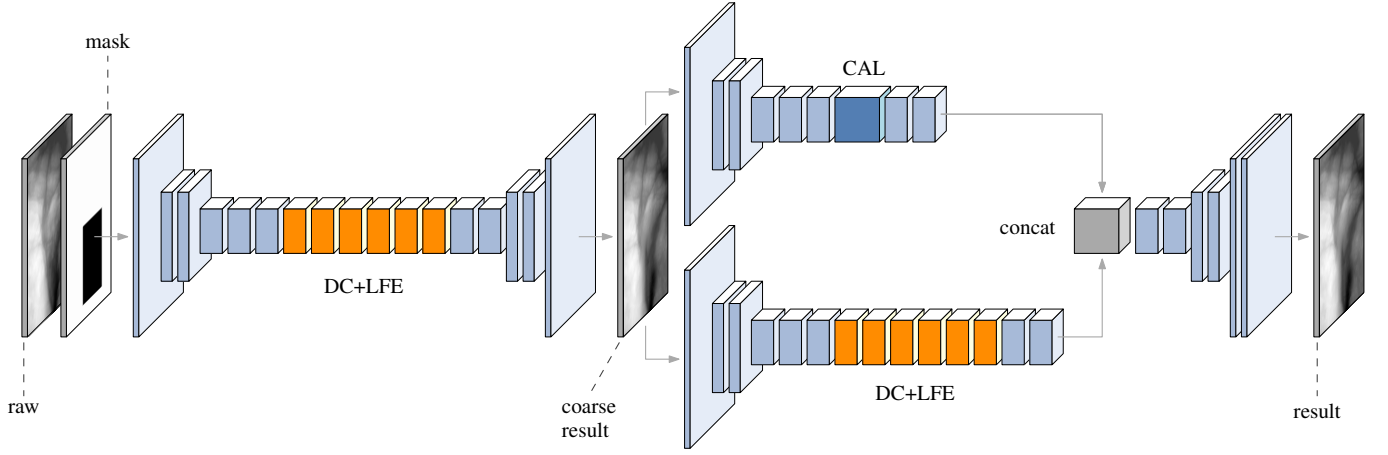 mask
CAL
concat
DC+LFE
DC+LFE
raw
coarse
result
result